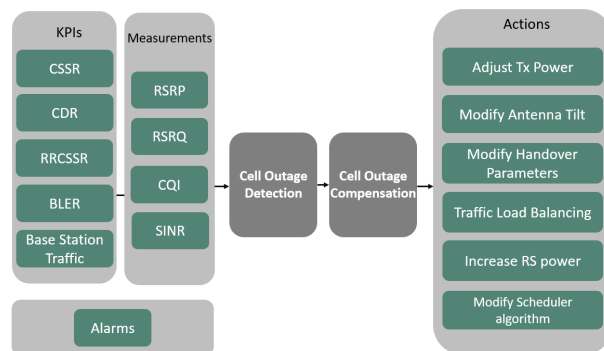 KPIs
CSSR
CDR
RRCSSR
BLER
Base Station
Traffic
Measurements
RSRP
RSRQ
CQI
SINR
Alarms
Cell Outage
Detection
Cell Outage
Compensation
Actions
Adjust Tx Power
Modify Antenna Tilt
Modify Handover
Parameters
Traffic Load Balancing
Increase RS power
Modify Scheduler
algorithm